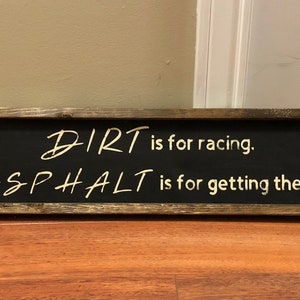 DIRT is for racing.
SPHALT is for getting the